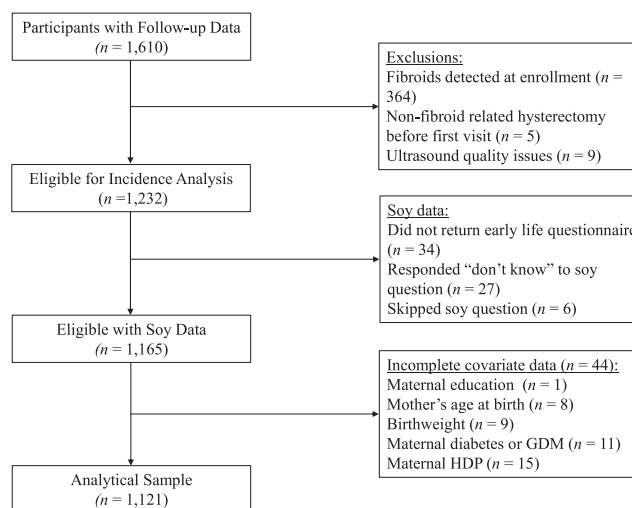 Participants with Follow-up Data
(n = 1,610)
Exclusions:
Fibroids detected at enrollment (n =
364)
Non-fibroid related hysterectomy
before first visit (n = 5)
Ultrasound quality issues (n = 9)
Eligible for Incidence Analysis
(n =1,232)
Soy data:
Did not return early life questionnaire
(n = 34)
Responded “don’t know” to soy
question (n = 27)
Skipped soy question (n = 6)
Eligible with Soy Data
(n = 1,165)
Incomplete covariate data (n = 44):
Maternal education (n = 1)
Mother’s age at birth (n = 8)
Birthweight (n = 9)
Maternal diabetes or GDM (n = 11)
Maternal HDP (n = 15)
Analytical Sample
(n = 1,121)